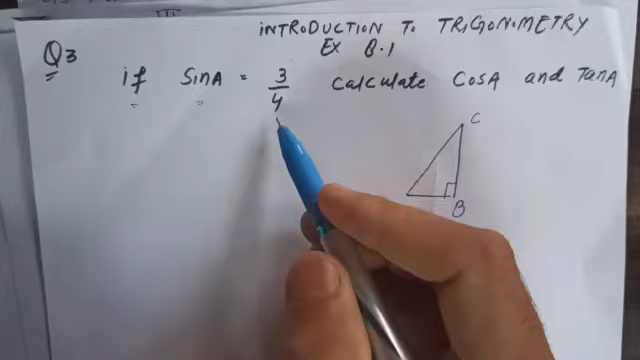 INTRODUCTION TO TRIGONOMETRY
EX 8.1
Q3
if SinA = 3/4 Calculate CosA and TanA
C
B